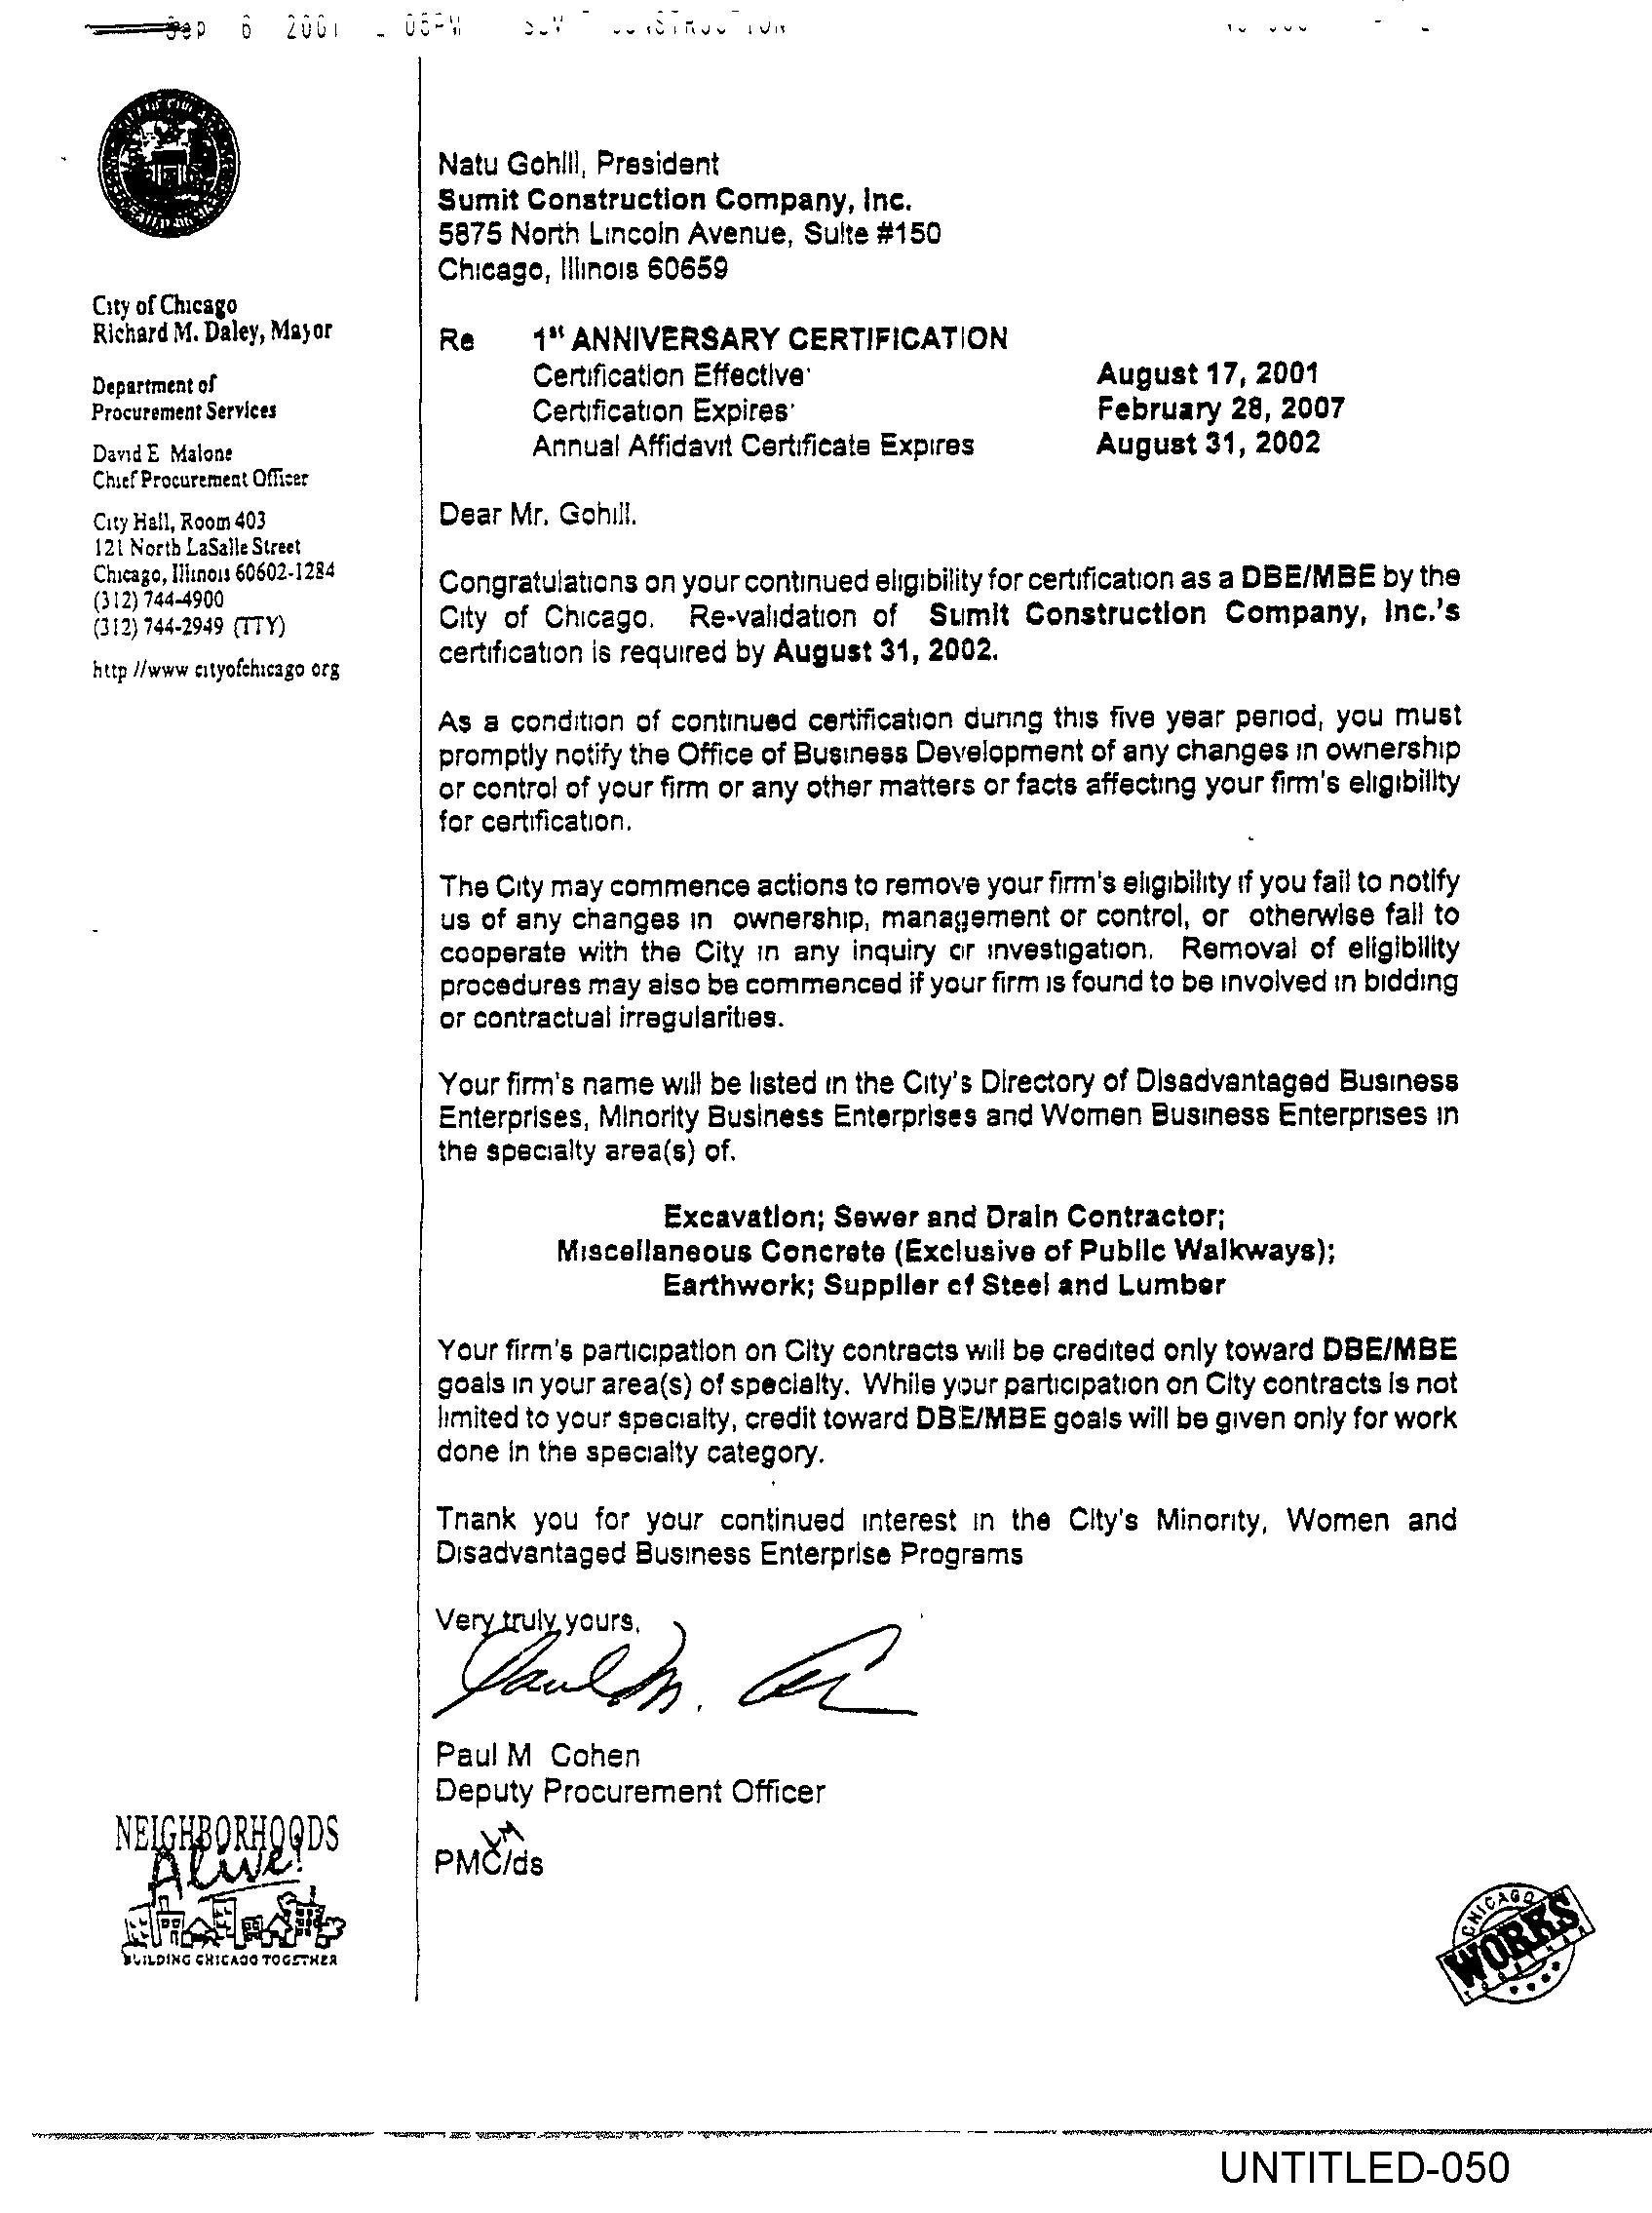 Sep 6 2001
City of Chicago
Richard M. Daley, Mayor
Department of
Procurement Services
David E Malone
Chief Procurement Officer
City Hall, Room 403
121 North LaSalle Street
Chicago, Illinois 60602-1284
(312) 744-4900
(312) 744-2949 (TTY)
http //www cityofchicago org
Natu Gohill, President
Sumit Construction Company, Inc.
5875 North Lincoln Avenue, Suite #150
Chicago, Illinois 60659
Re 1st ANNIVERSARY CERTIFICATION
Certification Effective: August 17, 2001
Certification Expires: February 28, 2007
Annual Affidavit Certificate Expires August 31, 2002
Dear Mr. Gohill.
Congratulations on your continued eligibility for certification as a DBE/MBE by the
City of Chicago. Re-validation of Sumit Construction Company, Inc.'s
certification is required by August 31, 2002.
As a condition of continued certification during this five year period, you must
promptly notify the Office of Business Development of any changes in ownership
or control of your firm or any other matters or facts affecting your firm's eligibility
for certification.
The City may commence actions to remove your firm's eligibility if you fail to notify
us of any changes in ownership, management or control, or otherwise fail to
cooperate with the City in any inquiry or investigation. Removal of eligibility
procedures may also be commenced if your firm is found to be involved in bidding
or contractual irregularities.
Your firm's name will be listed in the City's Directory of Disadvantaged Business
Enterprises, Minority Business Enterprises and Women Business Enterprises in
the specialty area(s) of.
Excavation; Sewer and Drain Contractor;
Miscellaneous Concrete (Exclusive of Public Walkways);
Earthwork; Supplier of Steel and Lumber
Your firm's participation on City contracts will be credited only toward DBE/MBE
goals in your area(s) of specialty. While your participation on City contracts is not
limited to your specialty, credit toward DBE/MBE goals will be given only for work
done in the specialty category.
Thank you for your continued interest in the City's Minority, Women and
Disadvantaged Business Enterprise Programs
Very truly yours,
Paul M.
Paul M Cohen
Deputy Procurement Officer
PMC/ds
NEIGHBORHOODS
Alive!
BUILDING CHICAGO TOGETHER
CHICAGO
WORKS
UNTITLED-050